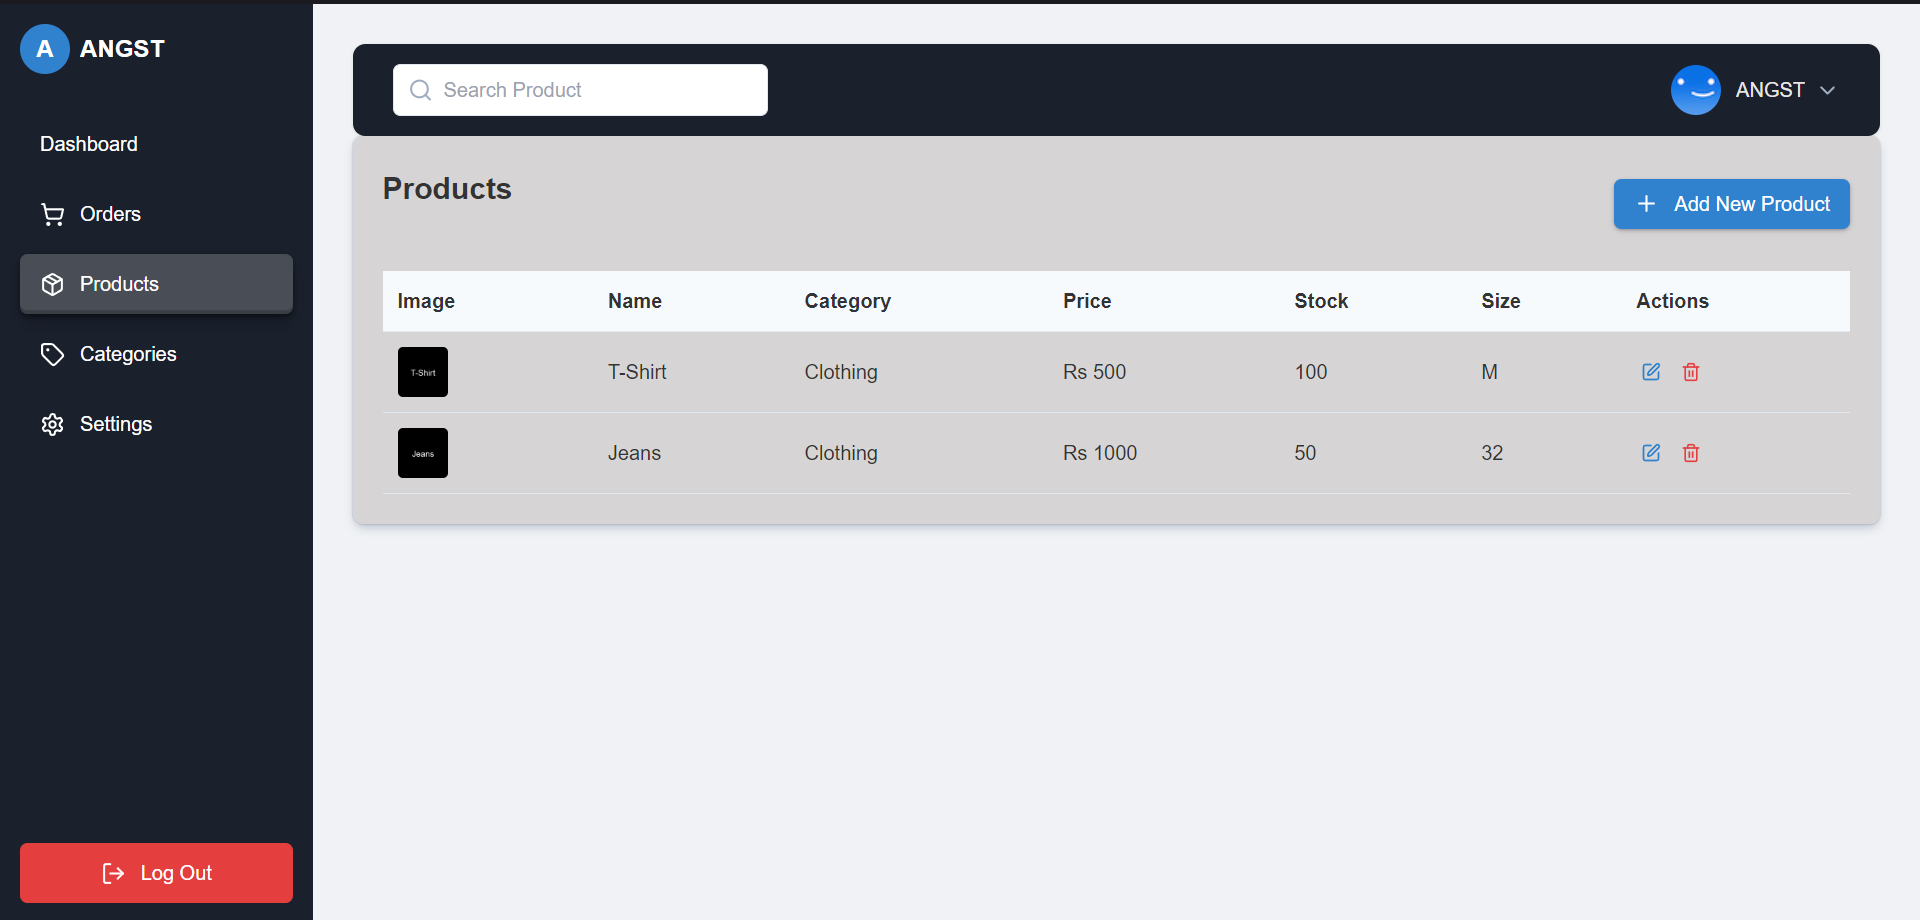 A ANGST
Dashboard
Orders
Products
Categories
Settings
Log Out
Search Product
ANGST
Products
Add New Product
Image Name Category Price Stock Size Actions
T-Shirt T-Shirt Clothing Rs 500 100 M
Jeans Jeans Clothing Rs 1000 50 32